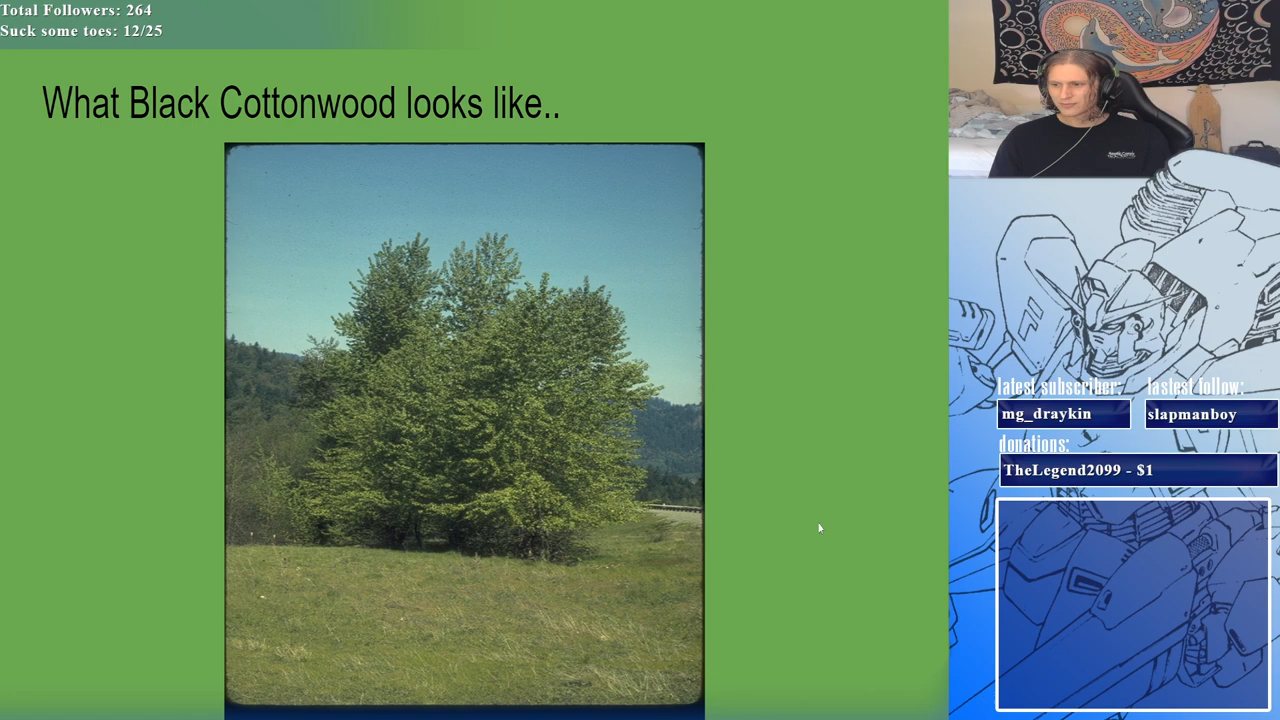 Total Followers: 264
Suck some toes: 12/25
What Black Cottonwood looks like..
latest subscriber:
lastest follow:
mg_draykin
slapmanboy
donations:
TheLegend2099 - $1